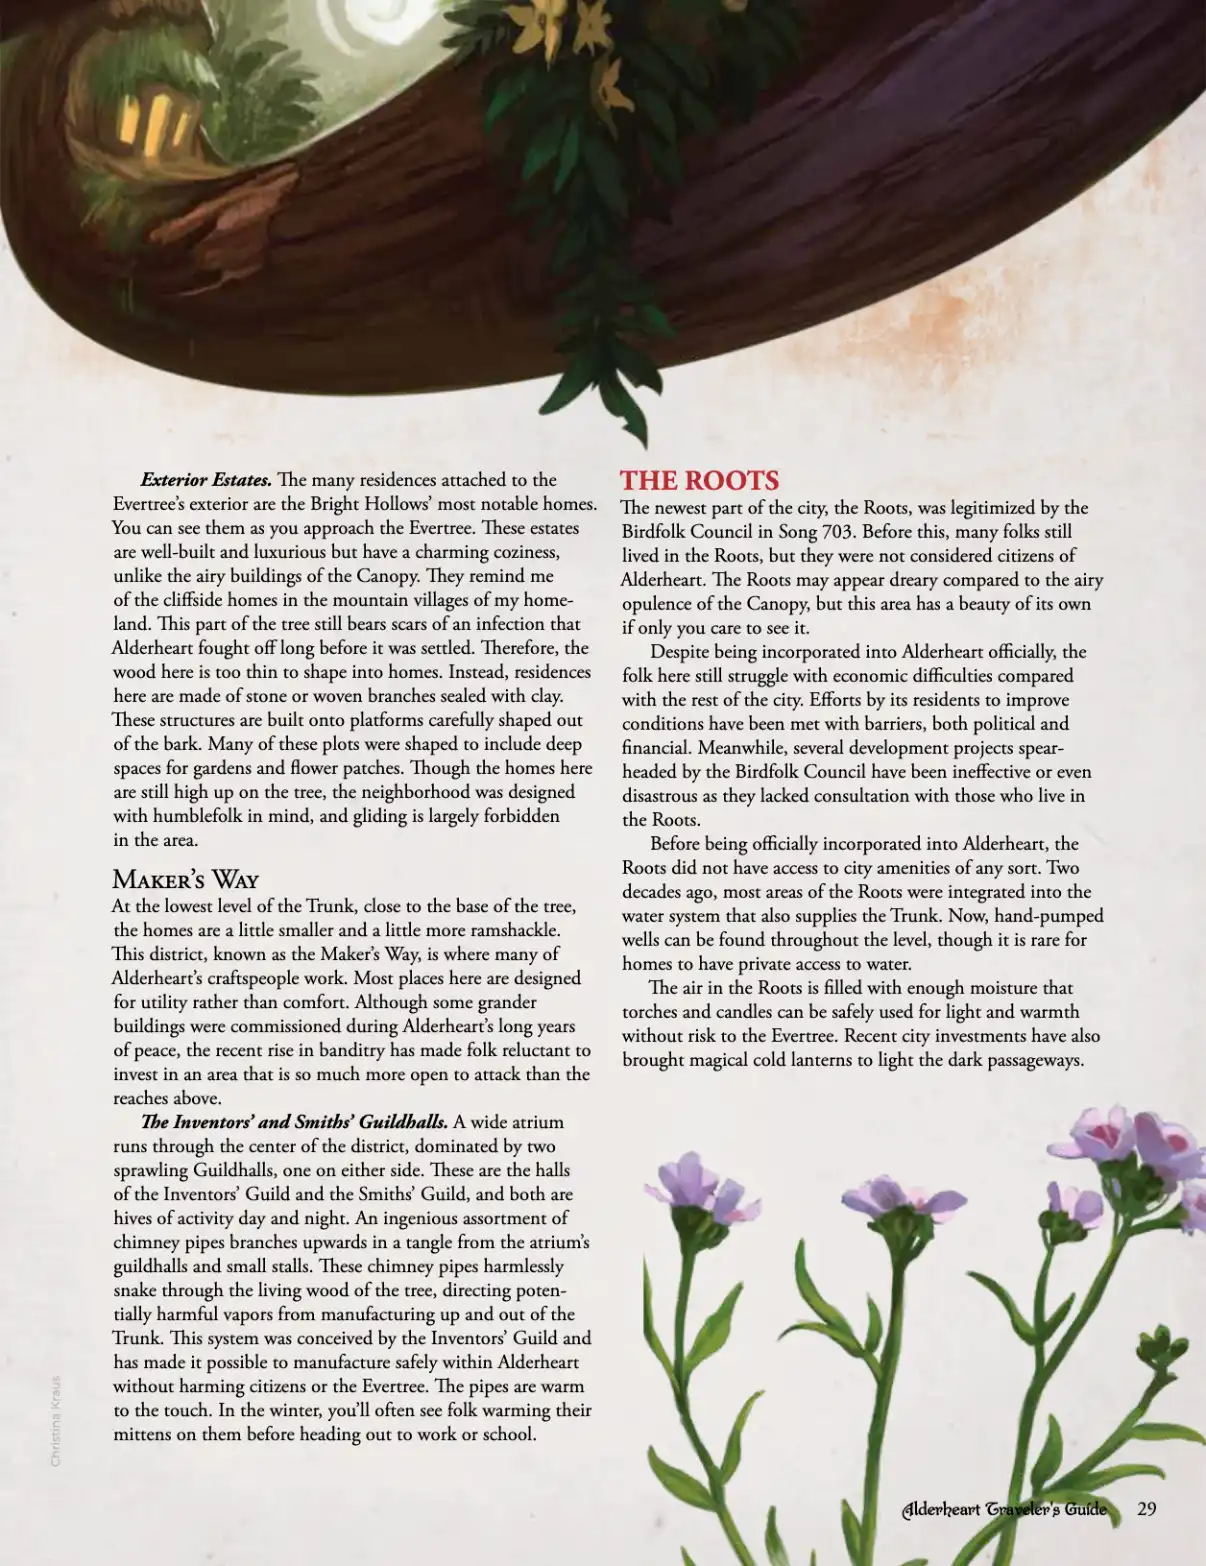 Exterior Estates. The many residences attached to the
Evertree's exterior are the Bright Hollows' most notable homes.
You can see them as you approach the Evertree. These estates
are well-built and luxurious but have a charming coziness,
unlike the airy buildings of the Canopy. They remind me
of the cliffside homes in the mountain villages of my home-
land. This part of the tree still bears scars of an infection that
Alderheart fought off long before it was settled. Therefore, the
wood here is too thin to shape into homes. Instead, residences
here are made of stone or woven branches sealed with clay.
These structures are built onto platforms carefully shaped out
of the bark. Many of these plots were shaped to include deep
spaces for gardens and flower patches. Though the homes here
are still high up on the tree, the neighborhood was designed
with humblefolk in mind, and gliding is largely forbidden
in the area.
Maker's Way
At the lowest level of the Trunk, close to the base of the tree,
the homes are a little smaller and a little more ramshackle.
This district, known as the Maker's Way, is where many of
Alderheart's craftspeople work. Most places here are designed
for utility rather than comfort. Although some grander
buildings were commissioned during Alderheart's long years
of peace, the recent rise in banditry has made folk reluctant to
invest in an area that is so much more open to attack than the
reaches above.
The Inventors' and Smiths' Guildhalls. A wide atrium
runs through the center of the district, dominated by two
sprawling Guildhalls, one on either side. These are the halls
of the Inventors' Guild and the Smiths' Guild, and both are
hives of activity day and night. An ingenious assortment of
chimney pipes branches upwards in a tangle from the atrium's
guildhalls and small stalls. These chimney pipes harmlessly
snake through the living wood of the tree, directing poten-
tially harmful vapors from manufacturing up and out of the
Trunk. This system was conceived by the Inventors' Guild and
has made it possible to manufacture safely within Alderheart
without harming citizens or the Evertree. The pipes are warm
to the touch. In the winter, you'll often see folk warming their
mittens on them before heading out to work or school.
THE ROOTS
The newest part of the city, the Roots, was legitimized by the
Birdfolk Council in Song 703. Before this, many folks still
lived in the Roots, but they were not considered citizens of
Alderheart. The Roots may appear dreary compared to the airy
opulence of the Canopy, but this area has a beauty of its own
if only you care to see it.
Despite being incorporated into Alderheart officially, the
folk here still struggle with economic difficulties compared
with the rest of the city. Efforts by its residents to improve
conditions have been met with barriers, both political and
financial. Meanwhile, several development projects spear-
headed by the Birdfolk Council have been ineffective or even
disastrous as they lacked consultation with those who live in
the Roots.
Before being officially incorporated into Alderheart, the
Roots did not have access to city amenities of any sort. Two
decades ago, most areas of the Roots were integrated into the
water system that also supplies the Trunk. Now, hand-pumped
wells can be found throughout the level, though it is rare for
homes to have private access to water.
The air in the Roots is filled with enough moisture that
torches and candles can be safely used for light and warmth
without risk to the Evertree. Recent city investments have also
brought magical cold lanterns to light the dark passageways.
Christina Kraus
Alderheart Traveler's Guide 29